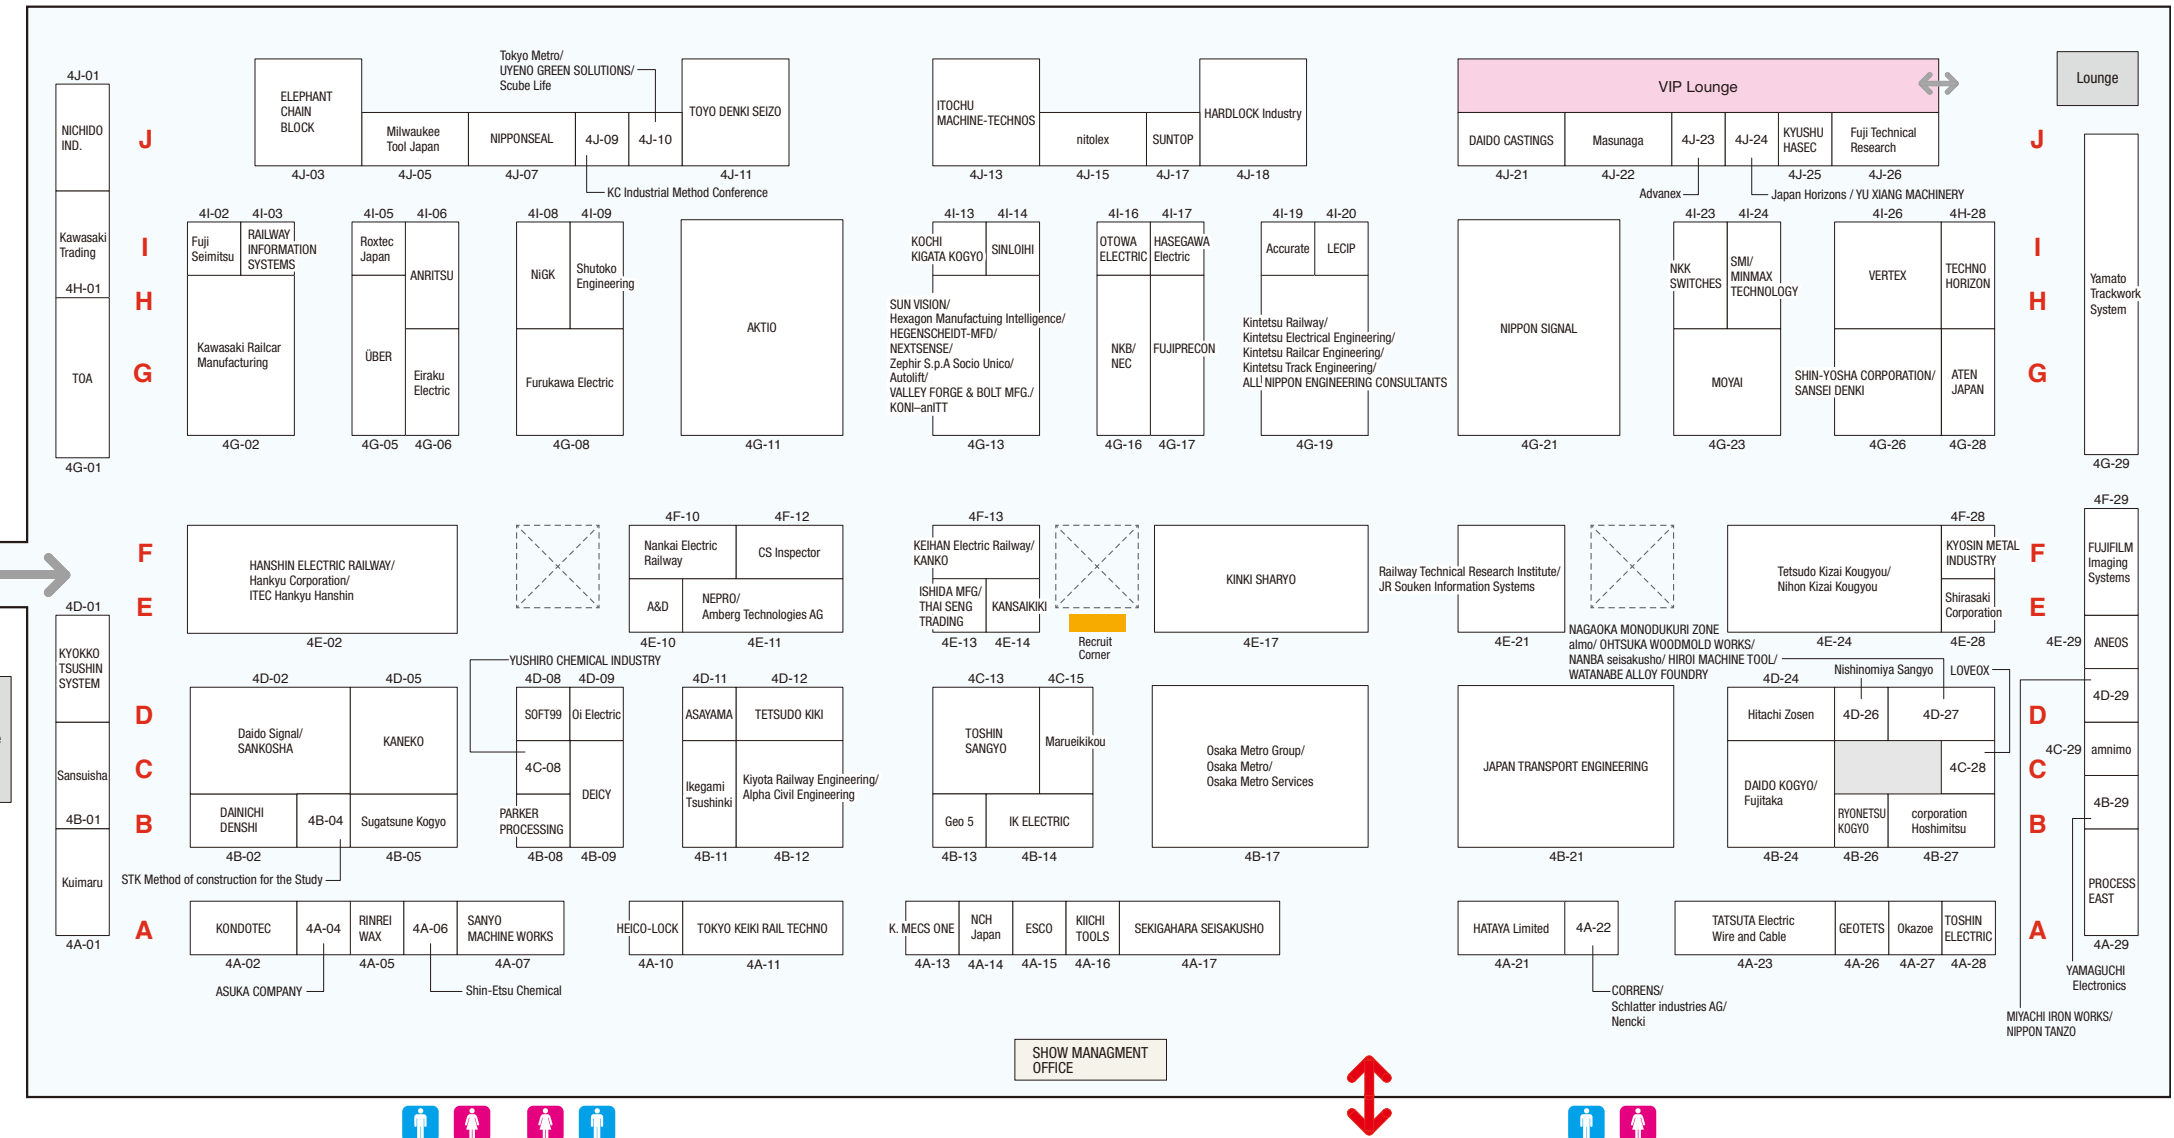 4J-01
NICHIDO
IND.
J
ELEPHANT
CHAIN
BLOCK
4J-03
Milwaukee
Tool Japan
4J-05
NIPPONSEAL
4J-07
Tokyo Metro/
UYENO GREEN SOLUTIONS/
Scube Life
4J-09
4J-10
KC Industrial Method Conference
TOYO DENKI SEIZO
4J-11
ITOCHU
MACHINE-TECHNOS
4J-13
nitolex
4J-15
SUNTOP
4J-17
HARDLOCK Industry
4J-18
VIP Lounge
DAIDO CASTINGS
4J-21
Masunaga
4J-22
4J-23
Advanex
4J-24
Japan Horizons / YU XIANG MACHINERY
KYUSHU
HASEC
4J-25
Fuji Technical
Research
4J-26
Lounge
J
Kawasaki
Trading
4H-01
TOA
4G-01
I
H
G
4I-02
Fuji
Seimitsu
4I-03
RAILWAY
INFORMATION
SYSTEMS
Kawasaki Railcar
Manufacturing
4G-02
4I-05
Roxtec
Japan
4I-06
ANRITSU
ÜBER
4G-05
Eiraku
Electric
4G-06
4I-08
NiGK
4I-09
Shutoko
Engineering
Furukawa Electric
4G-08
AKTIO
4G-11
4I-13
KOCHI
KIGATA KOGYO
4I-14
SINLOIHI
SUN VISION/
Hexagon Manufactuing Intelligence/
HEGENSCHEIDT-MFD/
NEXTSENSE/
Zephir S.p.A Socio Unico/
Autolift/
VALLEY FORGE & BOLT MFG./
KONI–anITT
4G-13
4I-16
OTOWA
ELECTRIC
4I-17
HASEGAWA
Electric
NKB/
NEC
4G-16
FUJIPRECON
4G-17
4I-19
Accurate
4I-20
LECIP
Kintetsu Railway/
Kintetsu Electrical Engineering/
Kintetsu Railcar Engineering/
Kintetsu Track Engineering/
ALL NIPPON ENGINEERING CONSULTANTS
4G-19
NIPPON SIGNAL
4G-21
4I-23
NKK
SWITCHES
4I-24
SMI/
MINMAX
TECHNOLOGY
MOYAI
4G-23
4I-26
VERTEX
4H-28
TECHNO
HORIZON
SHIN-YOSHA CORPORATION/
SANSEI DENKI
4G-26
ATEN
JAPAN
4G-28
I
H
G
Yamato
Trackwork
System
4G-29
F
E
HANSHIN ELECTRIC RAILWAY/
Hankyu Corporation/
ITEC Hankyu Hanshin
4E-02
4F-10
Nankai Electric
Railway
4F-12
CS Inspector
A&D
4E-10
NEPRO/
Amberg Technologies AG
4E-11
4F-13
KEIHAN Electric Railway/
KANKO
ISHIDA MFG/
THAI SENG
TRADING
4E-13
KANSAIKIKI
4E-14
Recruit
Corner
KINKI SHARYO
4E-17
Railway Technical Research Institute/
JR Souken Information Systems
4E-21
Tetsudo Kizai Kougyou/
Nihon Kizai Kougyou
4E-24
4F-28
KYOSIN METAL
INDUSTRY
Shirasaki
Corporation
4E-28
F
E
4F-29
FUJIFILM
Imaging
Systems
4E-29
ANEOS
4D-01
KYOKKO
TSUSHIN
SYSTEM
Sansuisha
4B-01
Kuimaru
4A-01
D
C
B
4D-02
Daido Signal/
SANKOSHA
4D-05
KANEKO
DAINICHI
DENSHI
4B-02
4B-04
STK Method of construction for the Study
Sugatsune Kogyo
4B-05
YUSHIRO CHEMICAL INDUSTRY
4D-08
SOFT99
4D-09
Oi Electric
4C-08
DEICY
PARKER
PROCESSING
4B-08
4B-09
4D-11
ASAYAMA
4D-12
TETSUDO KIKI
Ikegami
Tsushinki
4B-11
Kiyota Railway Engineering/
Alpha Civil Engineering
4B-12
4C-13
TOSHIN
SANGYO
4C-15
Marueikikou
Geo 5
4B-13
IK ELECTRIC
4B-14
Osaka Metro Group/
Osaka Metro/
Osaka Metro Services
4B-17
JAPAN TRANSPORT ENGINEERING
4B-21
NAGAOKA MONODUKURI ZONE
almo/ OHTSUKA WOODMOLD WORKS/
NANBA seisakusho/ HIROI MACHINE TOOL/
WATANABE ALLOY FOUNDRY
Nishinomiya Sangyo
LOVEOX
4D-24
Hitachi Zosen
4D-26
4D-27
DAIDO KOGYO/
Fujitaka
4B-24
4C-28
RYONETSU
KOGYO
4B-26
corporation
Hoshimitsu
4B-27
D
C
B
4D-29
4C-29
amnimo
4B-29
PROCESS
EAST
4A-29
YAMAGUCHI
Electronics
MIYACHI IRON WORKS/
NIPPON TANZO
A
KONDOTEC
4A-02
4A-04
ASUKA COMPANY
RINREI
WAX
4A-05
4A-06
Shin-Etsu Chemical
SANYO
MACHINE WORKS
4A-07
HEICO-LOCK
4A-10
TOKYO KEIKI RAIL TECHNO
4A-11
K. MECS ONE
4A-13
NCH
Japan
4A-14
ESCO
4A-15
KIICHI
TOOLS
4A-16
SEKIGAHARA SEISAKUSHO
4A-17
HATAYA Limited
4A-21
4A-22
CORRENS/
Schlatter industries AG/
Nencki
TATSUTA Electric
Wire and Cable
4A-23
GEOTETS
4A-26
Okazoe
4A-27
TOSHIN
ELECTRIC
4A-28
A
SHOW MANAGMENT
OFFICE